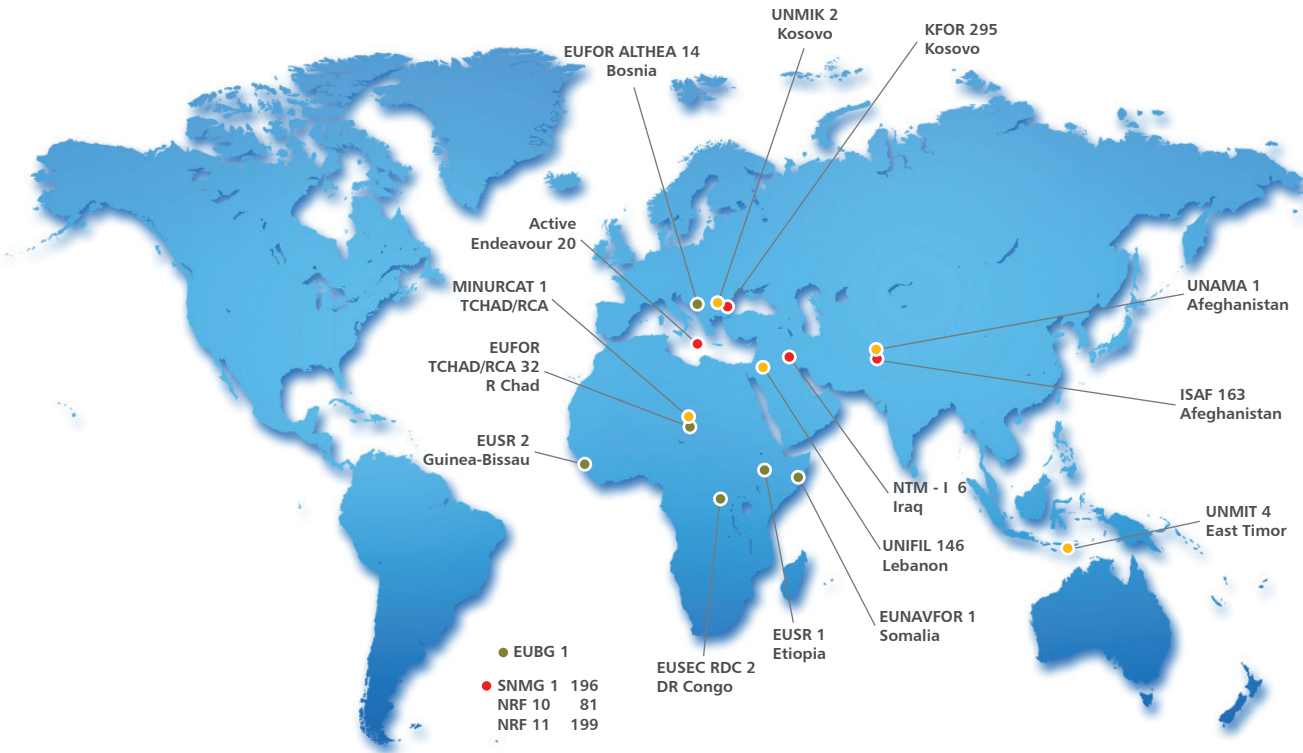 UNMIK 2
Kosovo
KFOR 295
Kosovo
EUFOR ALTHEA 14
Bosnia
Active
Endeavour 20
MINURCAT 1
TCHAD/RCA
EUFOR
TCHAD/RCA 32
R Chad
EUSR 2
Guinea-Bissau
UNAMA 1
Afeghanistan
ISAF 163
Afeghanistan
NTM - I 6
Iraq
UNIFIL 146
Lebanon
UNMIT 4
East Timor
EUNAVFOR 1
Somalia
EUSR 1
Etiopia
EUSEC RDC 2
DR Congo
EUBG 1
SNMG 1 196
NRF 10 81
NRF 11 199